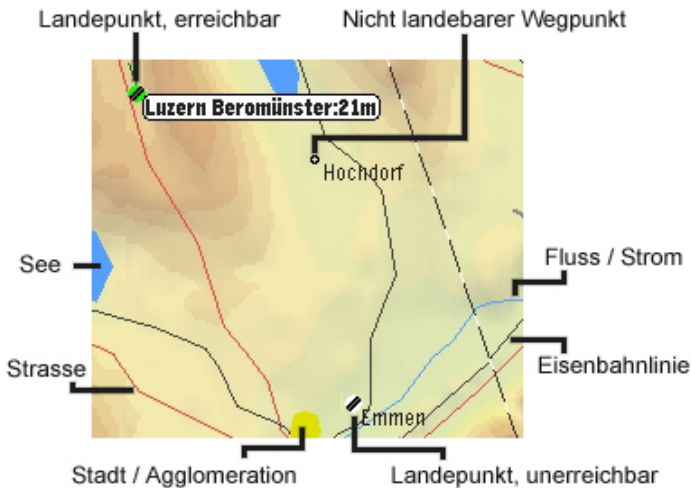 Landepunkt, erreichbar
Nicht landebarer Wegpunkt
Luzern Beromünster:21m
Hochdorf
See
Fluss / Strom
Strasse
Eisenbahnlinie
Emmen
Stadt / Agglomeration
Landepunkt, unerreichbar